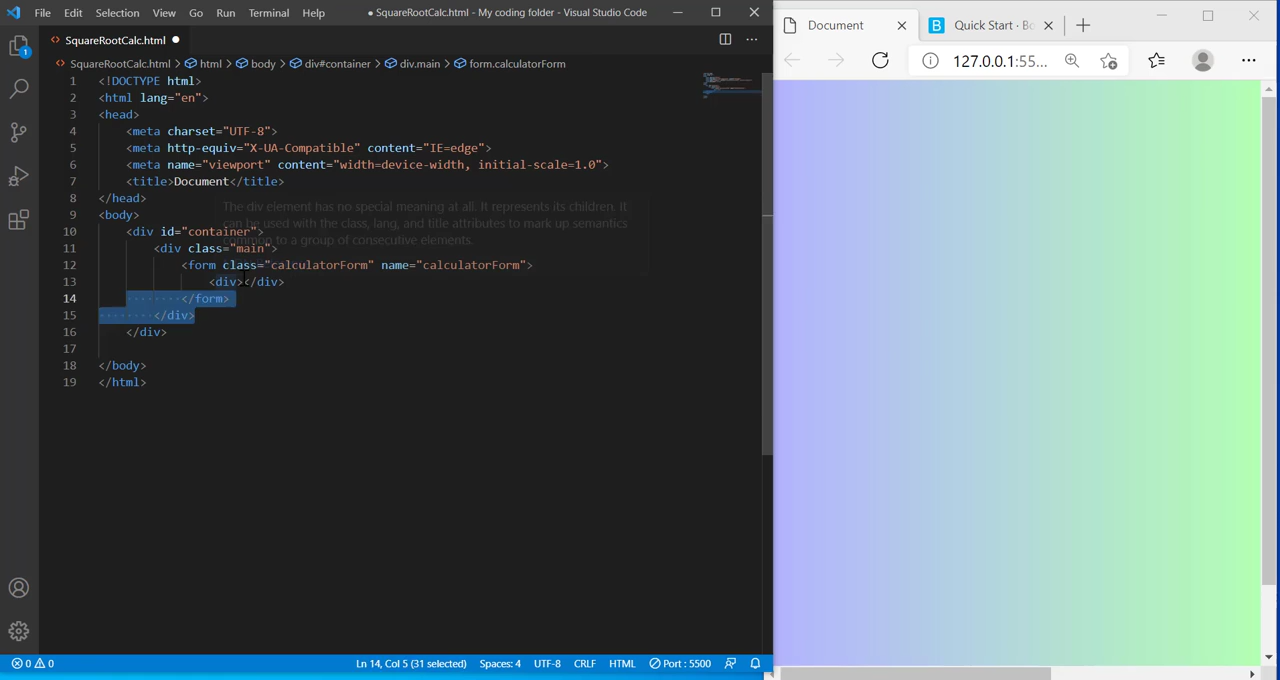 File Edit Selection View Go Run Terminal Help ● SquareRootCalc.html - My coding folder - Visual Studio Code
<> SquareRootCalc.html ●
<> SquareRootCalc.html > html > body > div#container > div.main > form.calculatorForm
1 <!DOCTYPE html>
2 <html lang="en">
3 <head>
4 <meta charset="UTF-8">
5 <meta http-equiv="X-UA-Compatible" content="IE=edge">
6 <meta name="viewport" content="width=device-width, initial-scale=1.0">
7 <title>Document</title>
8 </head>
The div element has no special meaning at all. It represents its children. It
9 <body>
can be used with the class, lang, and title attributes to mark up semantics
10 <div id="container">
common to a group of consecutive elements.
11 <div class="main">
12 <form class="calculatorForm" name="calculatorForm">
13 <div></div>
14 </form>
15 </div>
16 </div>
17
18 </body>
19 </html>
1
0 0 Ln 14, Col 5 (31 selected) Spaces: 4 UTF-8 CRLF HTML Port : 5500
Document
B Quick Start · Bo
127.0.0.1:55...